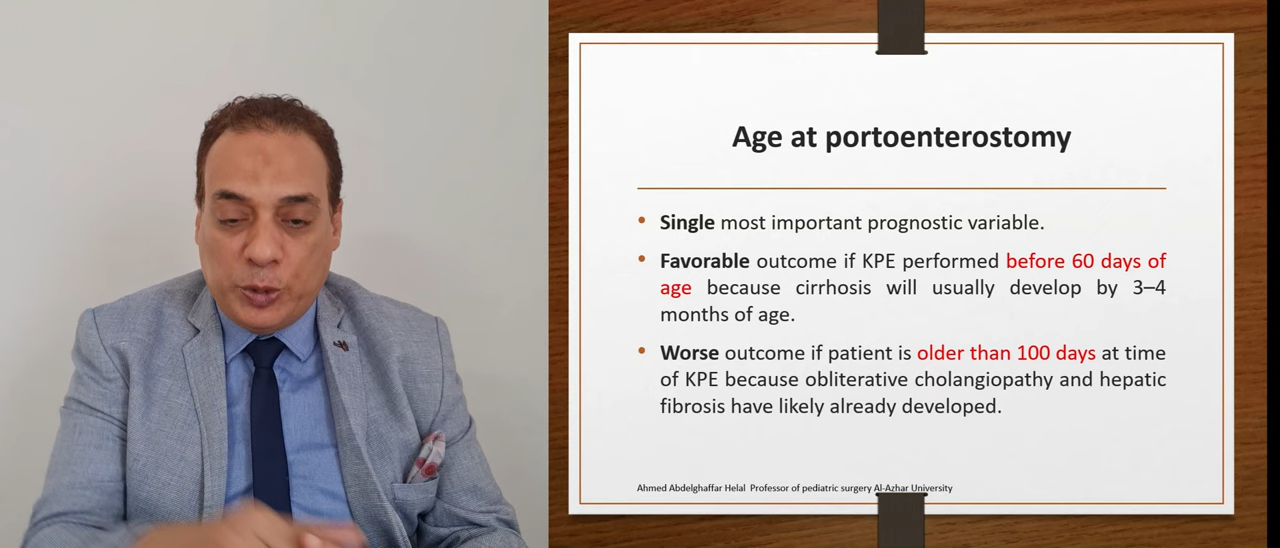 Age at portoenterostomy
• Single most important prognostic variable.
• Favorable outcome if KPE performed before 60 days of
age because cirrhosis will usually develop by 3–4
months of age.
• Worse outcome if patient is older than 100 days at time
of KPE because obliterative cholangiopathy and hepatic
fibrosis have likely already developed.
Ahmed Abdelghaffar Helal Professor of pediatric surgery Al-Azhar University